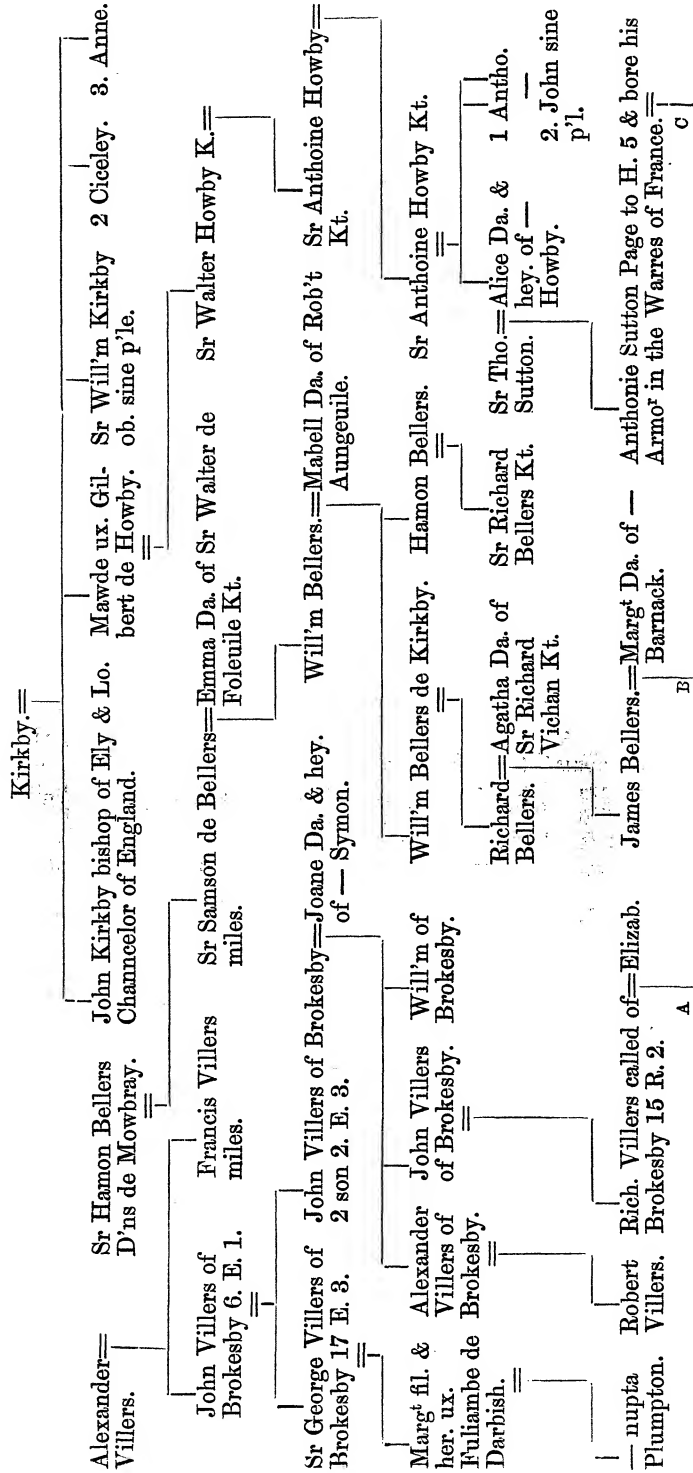 Kirkby.=
Alexander=
Villers.
Sr Hamon Bellers
D'ns de Mowbray.
John Kirkby bishop of Ely & Lo.
Channcelor of England.
Mawde ux. Gil-
bert de Howby.
Sr Will'm Kirkby
ob. sine p'le.
2 Ciceley.
3. Anne.
John Villers of
Brokesby 6. E. 1.
Francis Villers
miles.
Sr Samson de Bellers=Emma Da. of Sr Walter de
miles.
Foleuile Kt.
Sr Walter Howby K.=
Sr George Villers of
Brokesby 17 E. 3.
John Villers of Brokesby=Joane Da. & hey.
2 son 2. E. 3.
of — Symon.
Will'm Bellers.=Mabell Da. of Rob't
Aungeuile.
Sr Anthoine Howby=
Kt.
Margt fil. &
her. ux.
Fuliambe de
Darbish.
Alexander
Villers of
Brokesby.
John Villers
of Brokesby.
Will'm of
Brokesby.
Will'm Bellers de Kirkby.
Hamon Bellers.
Sr Anthoine Howby Kt.
Richard=Agatha Da. of
Bellers.
Sr Richard
Vichan Kt.
Sr Richard
Bellers Kt.
Sr Tho.=Alice Da. &
Sutton.
hey. of —
Howby.
1 Antho.
—
2. John sine
p'l.
— nupta
Plumpton.
Robert
Villers.
Rich. Villers called of=Elizab.
Brokesby 15 R. 2.
A
James Bellers.=Margt Da. of —
Barnack.
B
Anthonie Sutton Page to H. 5 & bore his
Armor in the Warres of France.=
C